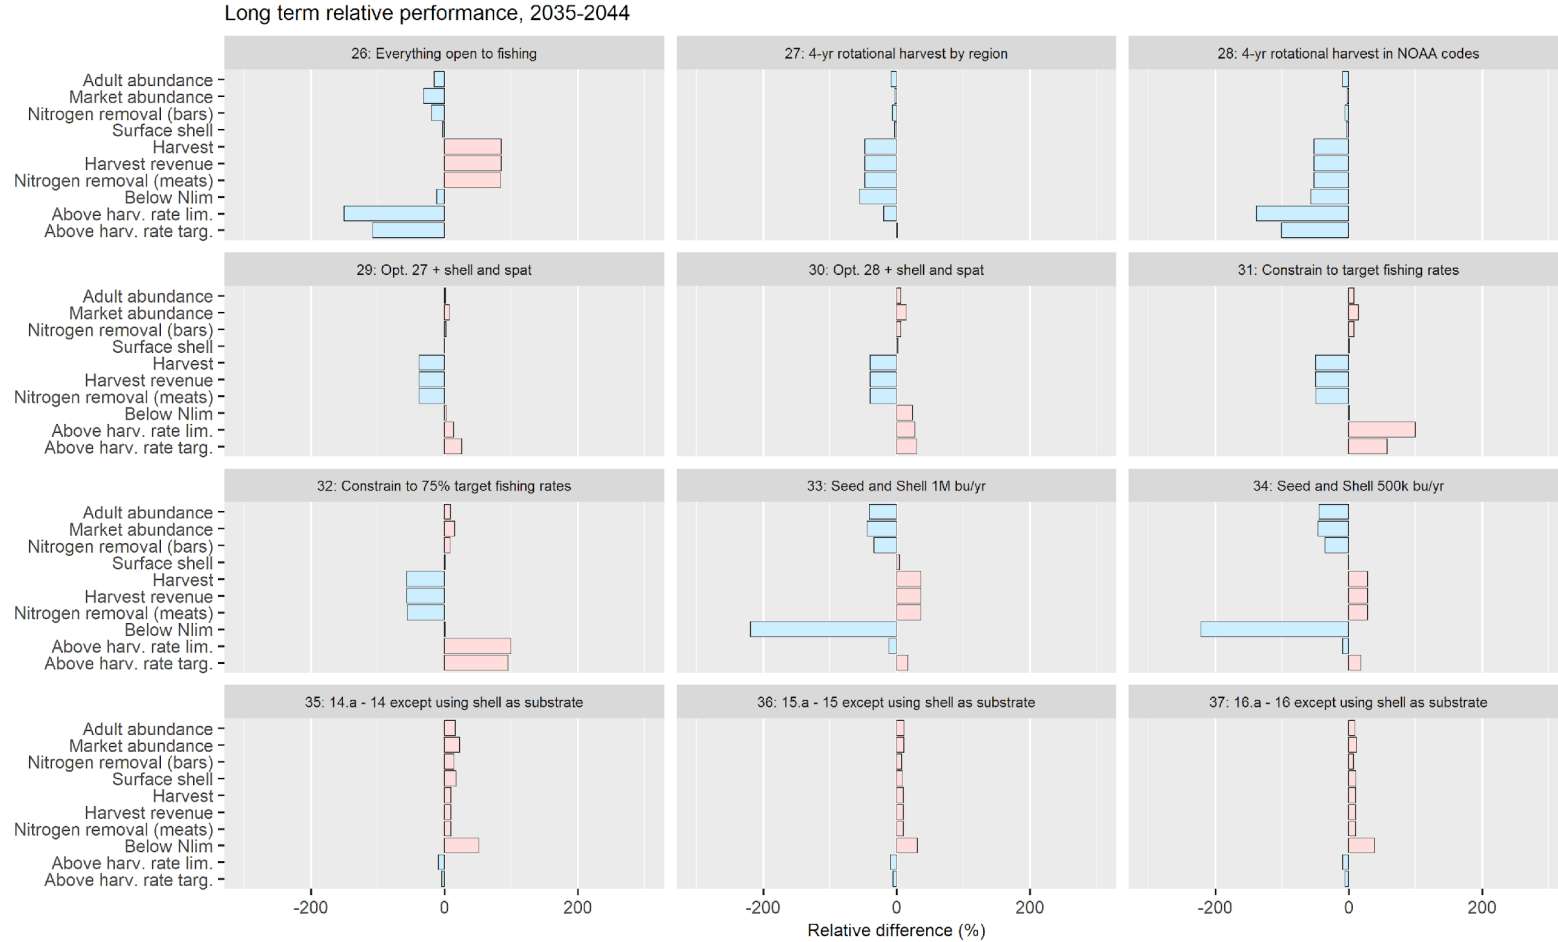 Long term relative performance, 2035-2044
26: Everything open to fishing
27: 4-yr rotational harvest by region
28: 4-yr rotational harvest in NOAA codes
Adult abundance
Market abundance
Nitrogen removal (bars)
Surface shell
Harvest
Harvest revenue
Nitrogen removal (meats)
Below Nlim
Above harv. rate lim.
Above harv. rate targ.
29: Opt. 27 + shell and spat
30: Opt. 28 + shell and spat
31: Constrain to target fishing rates
Adult abundance
Market abundance
Nitrogen removal (bars)
Surface shell
Harvest
Harvest revenue
Nitrogen removal (meats)
Below Nlim
Above harv. rate lim.
Above harv. rate targ.
32: Constrain to 75% target fishing rates
33: Seed and Shell 1M bu/yr
34: Seed and Shell 500k bu/yr
Adult abundance
Market abundance
Nitrogen removal (bars)
Surface shell
Harvest
Harvest revenue
Nitrogen removal (meats)
Below Nlim
Above harv. rate lim.
Above harv. rate targ.
35: 14.a - 14 except using shell as substrate
36: 15.a - 15 except using shell as substrate
37: 16.a - 16 except using shell as substrate
Adult abundance
Market abundance
Nitrogen removal (bars)
Surface shell
Harvest
Harvest revenue
Nitrogen removal (meats)
Below Nlim
Above harv. rate lim.
Above harv. rate targ.
-200 0 200 -200 0 200 -200 0 200
Relative difference (%)